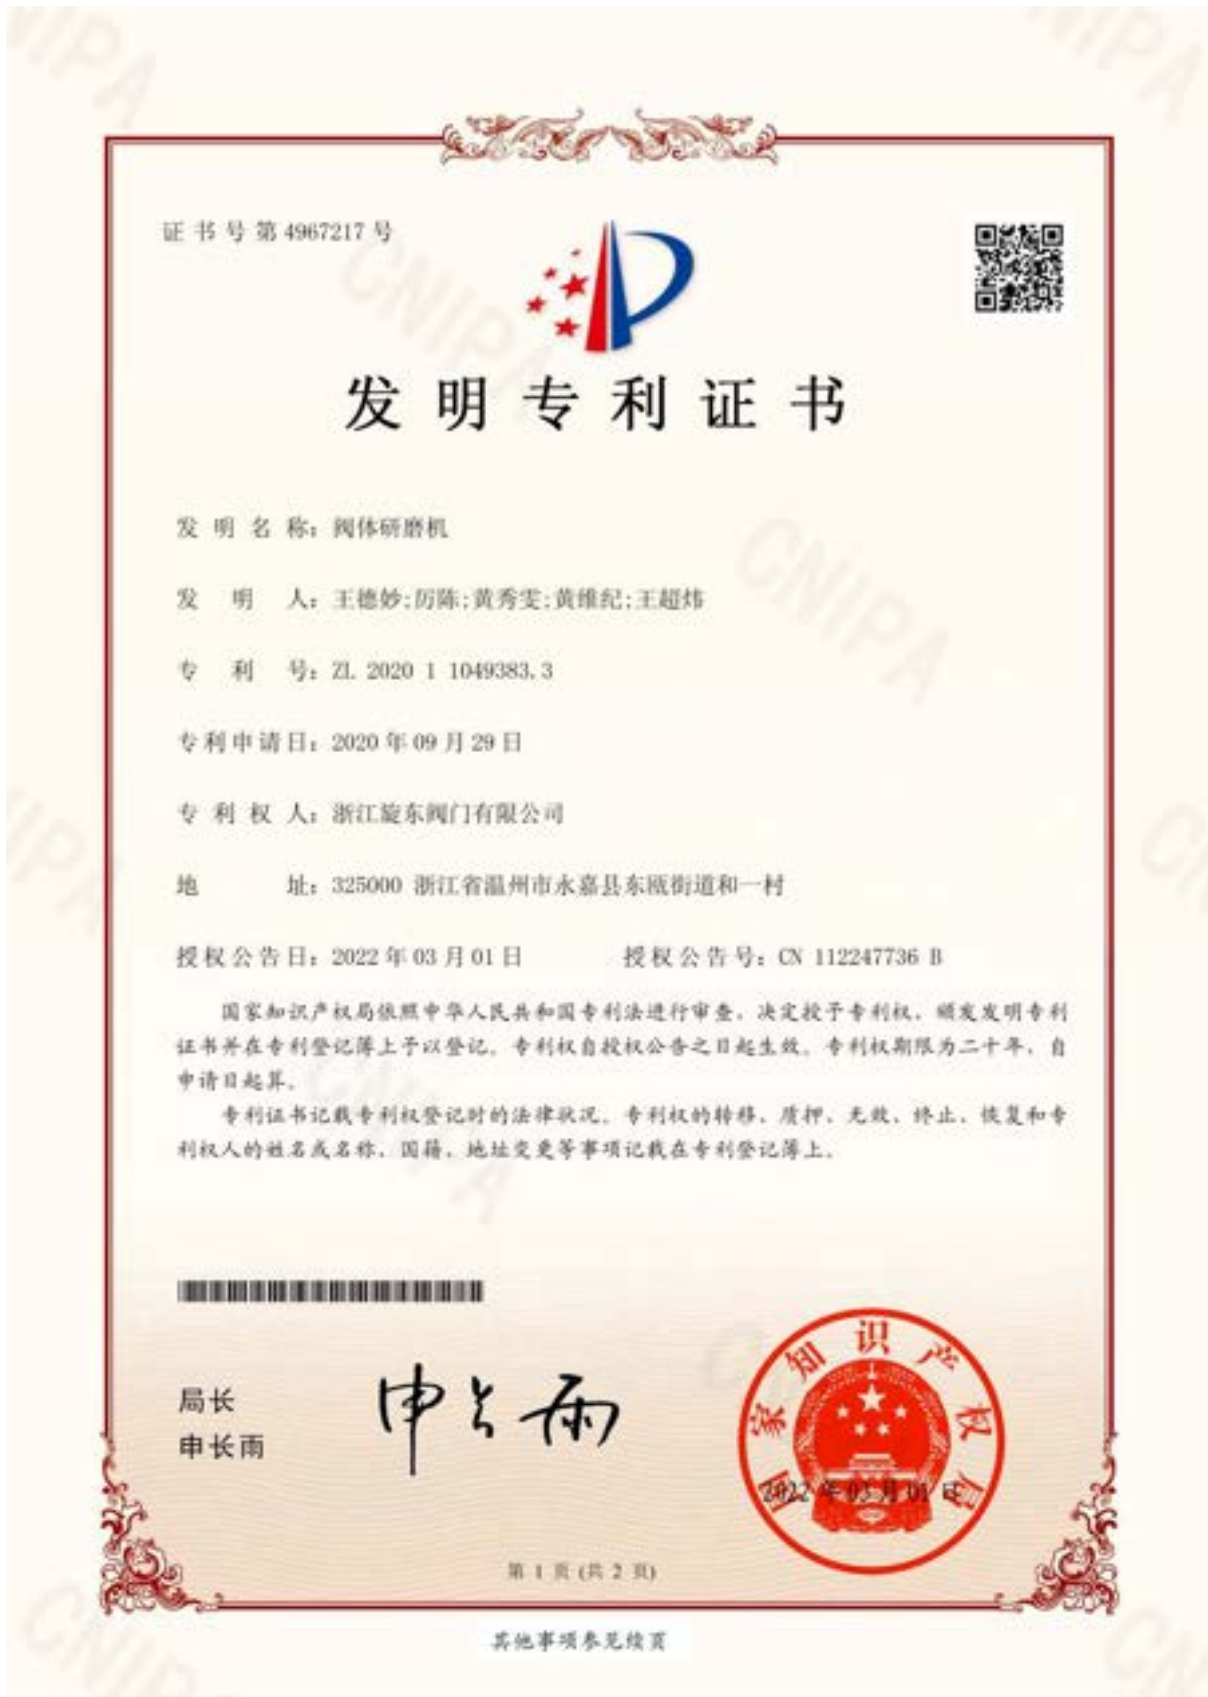 证书号第4967217号
发明专利证书
发明名称：阀体研磨机
发明人：王德妙;厉陈;黄秀雯;黄维纪;王超炜
专利号：ZL 2020 1 1049383.3
专利申请日：2020年09月29日
专利权人：浙江旋东阀门有限公司
地址：325000 浙江省温州市永嘉县东瓯街道和一村
授权公告日：2022年03月01日 授权公告号：CN 112247736 B
国家知识产权局依照中华人民共和国专利法进行审查，决定授予专利权，颁发发明专利
证书并在专利登记簿上予以登记。专利权自授权公告之日起生效。专利权期限为二十年，自
申请日起算。
专利证书记载专利权登记时的法律状况。专利权的转移、质押、无效、终止、恢复和专
利权人的姓名或名称、国籍、地址变更等事项记载在专利登记簿上。
局长
申长雨
申长雨
国家知识产权局
2022年03月01日
第 1 页 (共 2 页)
其他事项参见续页
CNIPA